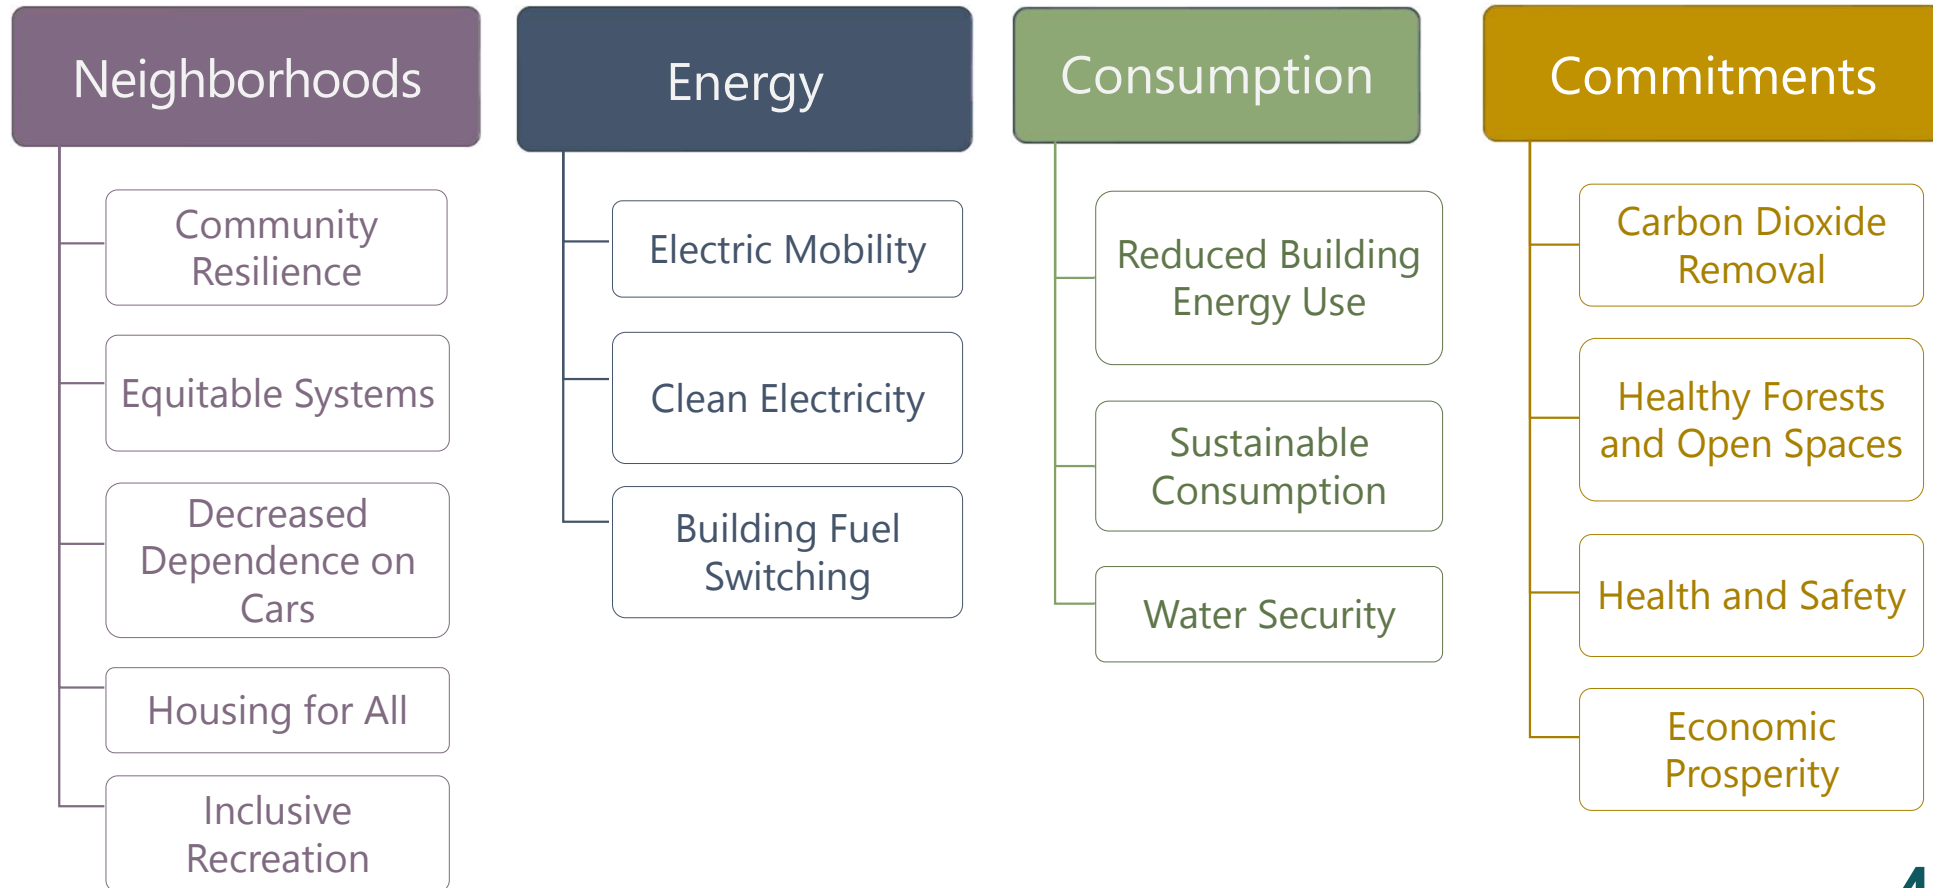 Neighborhoods
Community
Resilience
Equitable Systems
Decreased
Dependence on
Cars
Housing for All
Inclusive
Recreation
Energy
Electric Mobility
Clean Electricity
Building Fuel
Switching
Consumption
Reduced Building
Energy Use
Sustainable
Consumption
Water Security
Commitments
Carbon Dioxide
Removal
Healthy Forests
and Open Spaces
Health and Safety
Economic
Prosperity
4